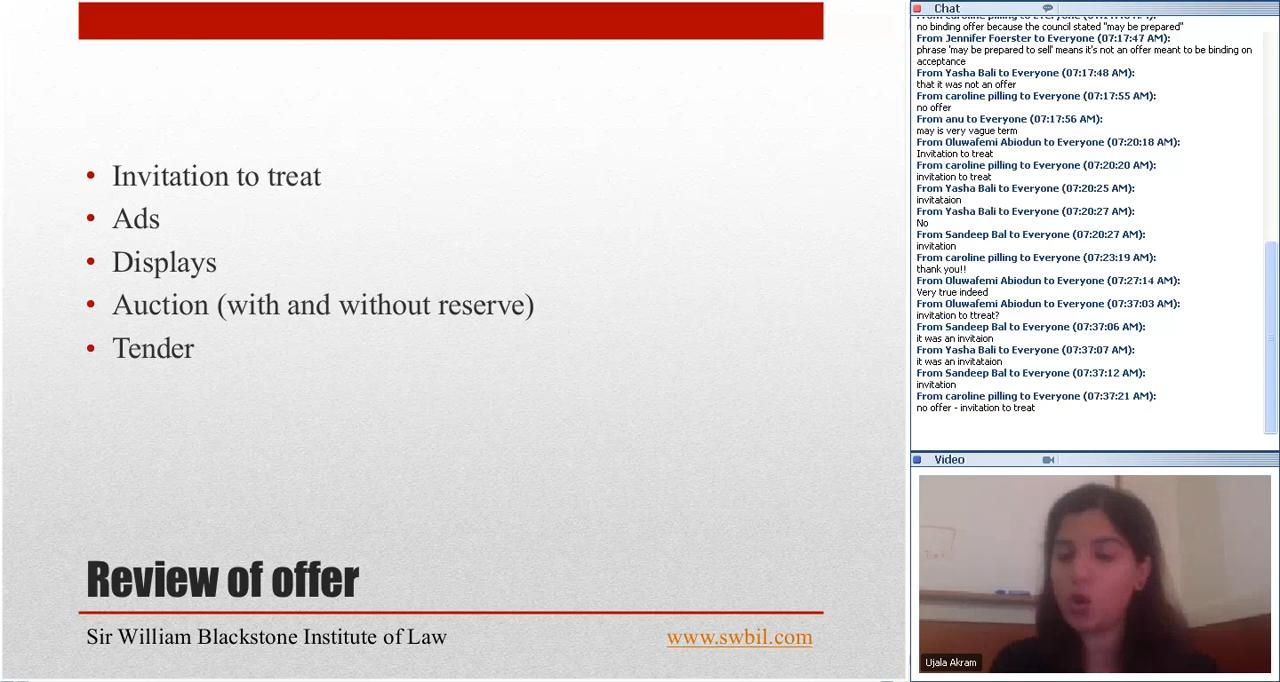 Invitation to treat
Ads
Displays
Auction (with and without reserve)
Tender
Review of offer
Sir William Blackstone Institute of Law
www.swbil.com
Chat
no binding offer because the council stated "may be prepared"
From Jennifer Foerster to Everyone (07:17:47 AM):
phrase 'may be prepared to sell' means it's not an offer meant to be binding on
acceptance
From Yasha Bali to Everyone (07:17:48 AM):
that it was not an offer
From caroline pilling to Everyone (07:17:55 AM):
no offer
From anu to Everyone (07:17:56 AM):
may is very vague term
From Oluwafemi Abiodun to Everyone (07:20:18 AM):
Invitation to treat
From caroline pilling to Everyone (07:20:20 AM):
invitation to treat
From Yasha Bali to Everyone (07:20:25 AM):
invitataion
From Yasha Bali to Everyone (07:20:27 AM):
No
From Sandeep Bal to Everyone (07:20:27 AM):
invitation
From caroline pilling to Everyone (07:23:19 AM):
thank you!!
From Oluwafemi Abiodun to Everyone (07:27:14 AM):
Very true indeed
From Oluwafemi Abiodun to Everyone (07:37:03 AM):
invitation to ttreat?
From Sandeep Bal to Everyone (07:37:06 AM):
it was an invitaion
From Yasha Bali to Everyone (07:37:07 AM):
it was an invitataion
From Sandeep Bal to Everyone (07:37:12 AM):
invitation
From caroline pilling to Everyone (07:37:21 AM):
no offer - invitation to treat
Video
Ujala Akram